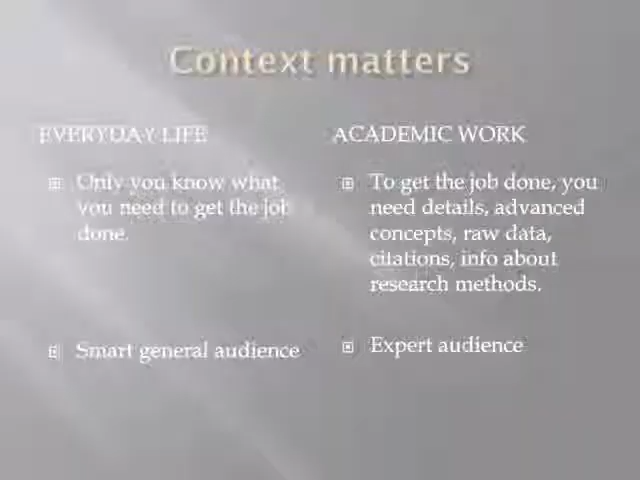 Context matters
EVERYDAY LIFE
Only you know what
you need to get the job
done.
Smart general audience
ACADEMIC WORK
To get the job done, you
need details, advanced
concepts, raw data,
citations, info about
research methods.
Expert audience